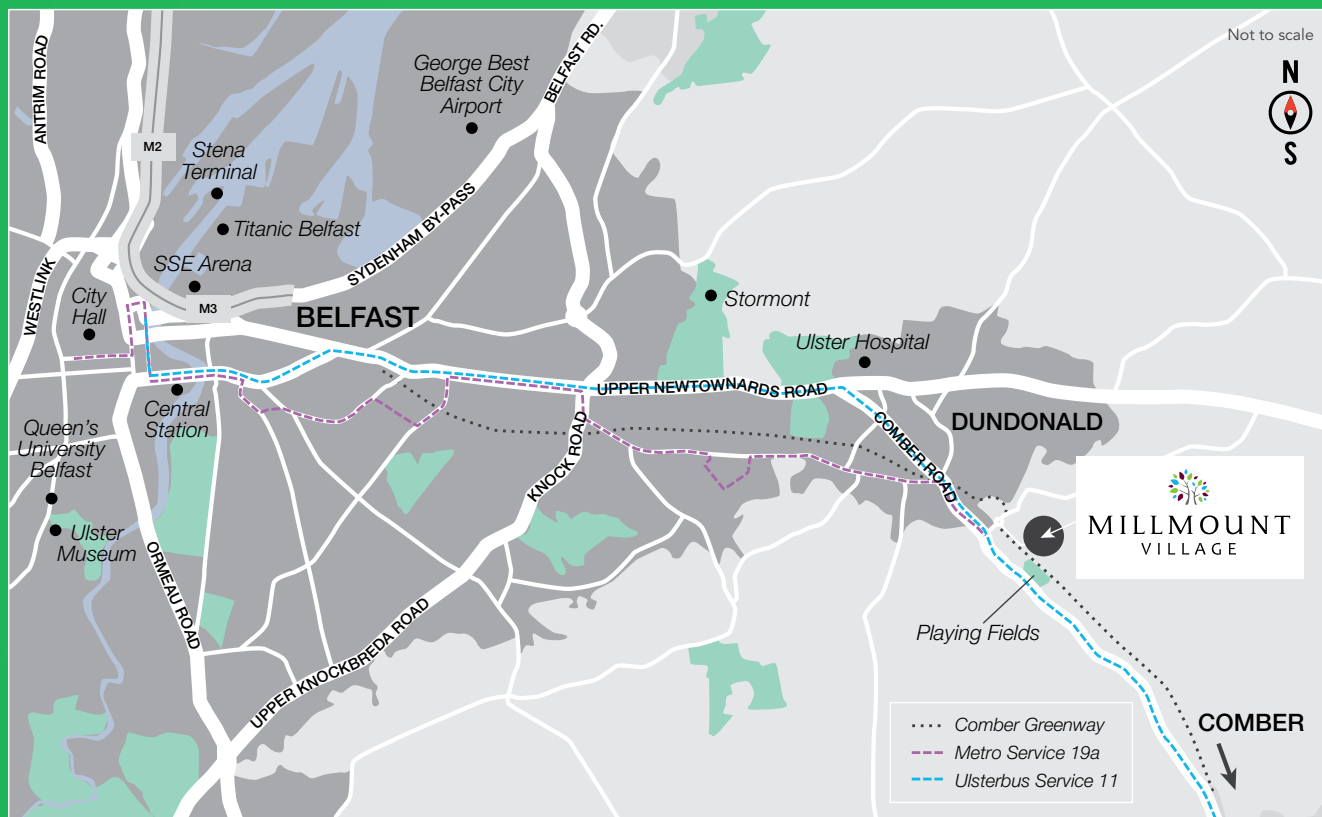 Not to scale
N
S
ANTRIM ROAD
M2
Stena
Terminal
Titanic Belfast
SSE Arena
M3
George Best
Belfast City
Airport
BELFAST RD.
SYDENHAM BY-PASS
WESTLINK
City
Hall
BELFAST
Stormont
Ulster Hospital
UPPER NEWTOWNARDS ROAD
Central
Station
DUNDONALD
COMBER ROAD
KNOCK ROAD
Queen's
University
Belfast
Ulster
Museum
ORMEAU ROAD
UPPER KNOCKBREDA ROAD
MILLMOUNT
VILLAGE
Playing Fields
COMBER
Comber Greenway
Metro Service 19a
Ulsterbus Service 11